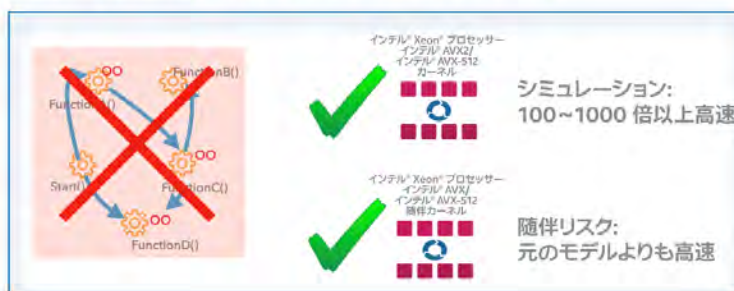 FunctionB()
OO
FunctionA()
OO
Start()
FunctionC()
OO
FunctionD()
インテル® Xeon® プロセッサー
インテル® AVX2/
インテル® AVX-512
カーネル
シミュレーション:
100~1000 倍以上高速
インテル® Xeon® プロセッサー
インテル® AVX/
インテル® AVX-512
随伴カーネル
随伴リスク:
元のモデルよりも高速